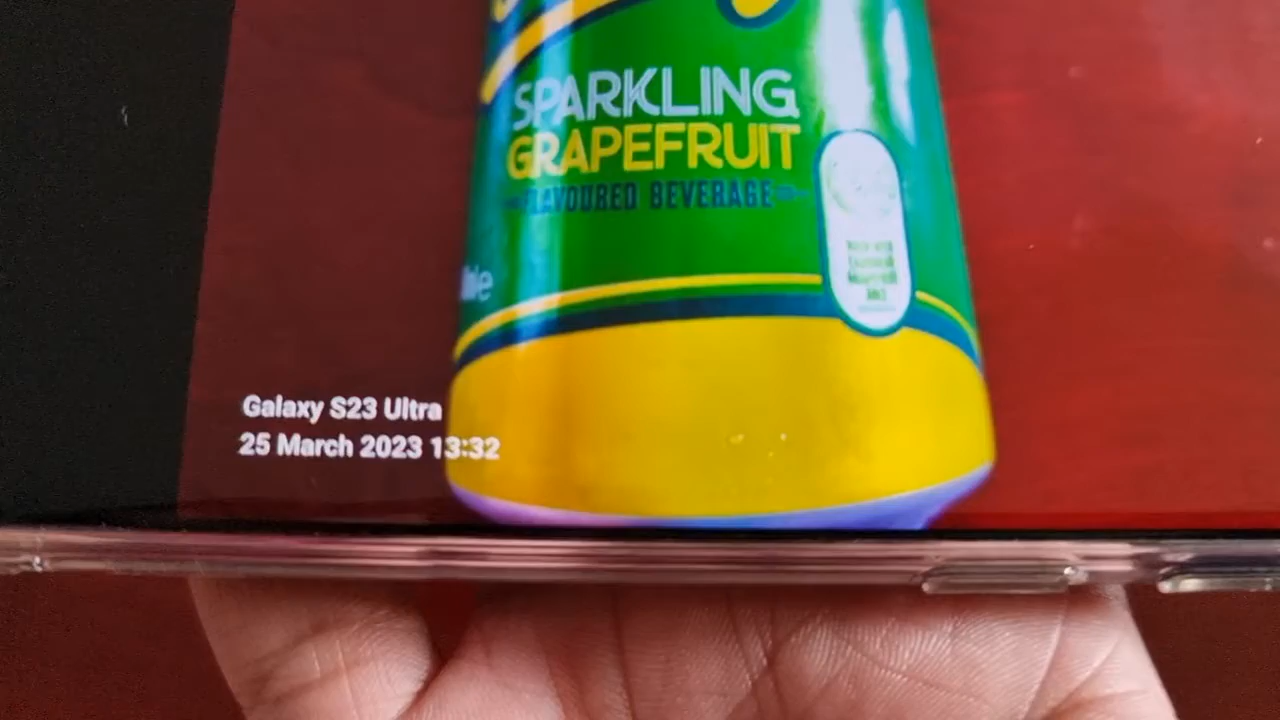 SPARKLING
GRAPEFRUIT
FLAVOURED BEVERAGE
Galaxy S23 Ultra
25 March 2023 13:32